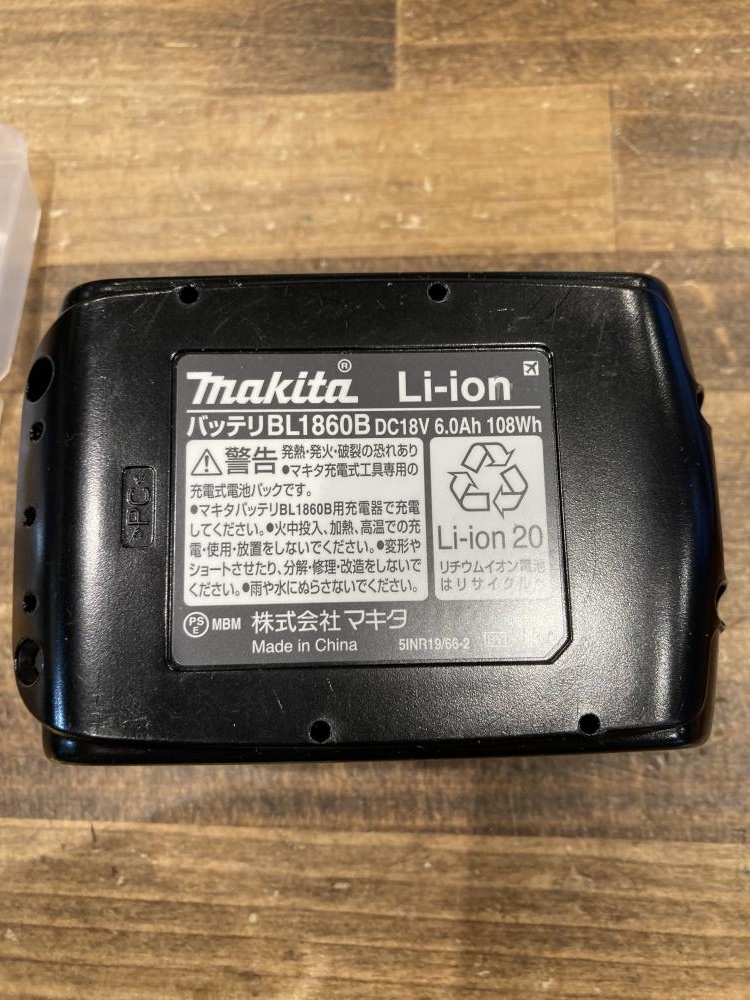 makita® Li-ion
バッテリBL1860B DC18V 6.0Ah 108Wh
警告 発熱・発火・破裂の恐れあり
●マキタ充電式工具専用の
充電式電池パックです。
●マキタバッテリBL1860B用充電器で充電
してください。●火中投入、加熱、高温での充
電・使用・放置をしないでください。●変形や
ショートさせたり、分解・修理・改造をしないで
ください。●雨や水にぬらさないでください。
Li-ion 20
リチウムイオン電池
はリサイクルへ
PSE MBM 株式会社マキタ
Made in China
5INR19/66-2
>PC<